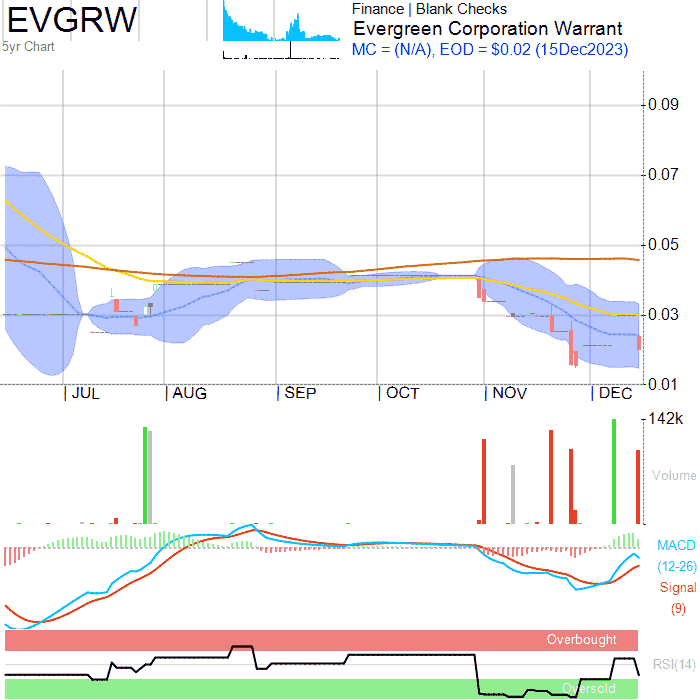 EVGRW
5yr Chart
Finance | Blank Checks
Evergreen Corporation Warrant
MC = (N/A), EOD = $0.02 (15Dec2023)
0.09
0.07
0.05
0.03
0.01
JUL
AUG
SEP
OCT
NOV
DEC
142k
Volume
MACD
(12-26)
Signal
(9)
Overbought
RSI(14)
Oversold